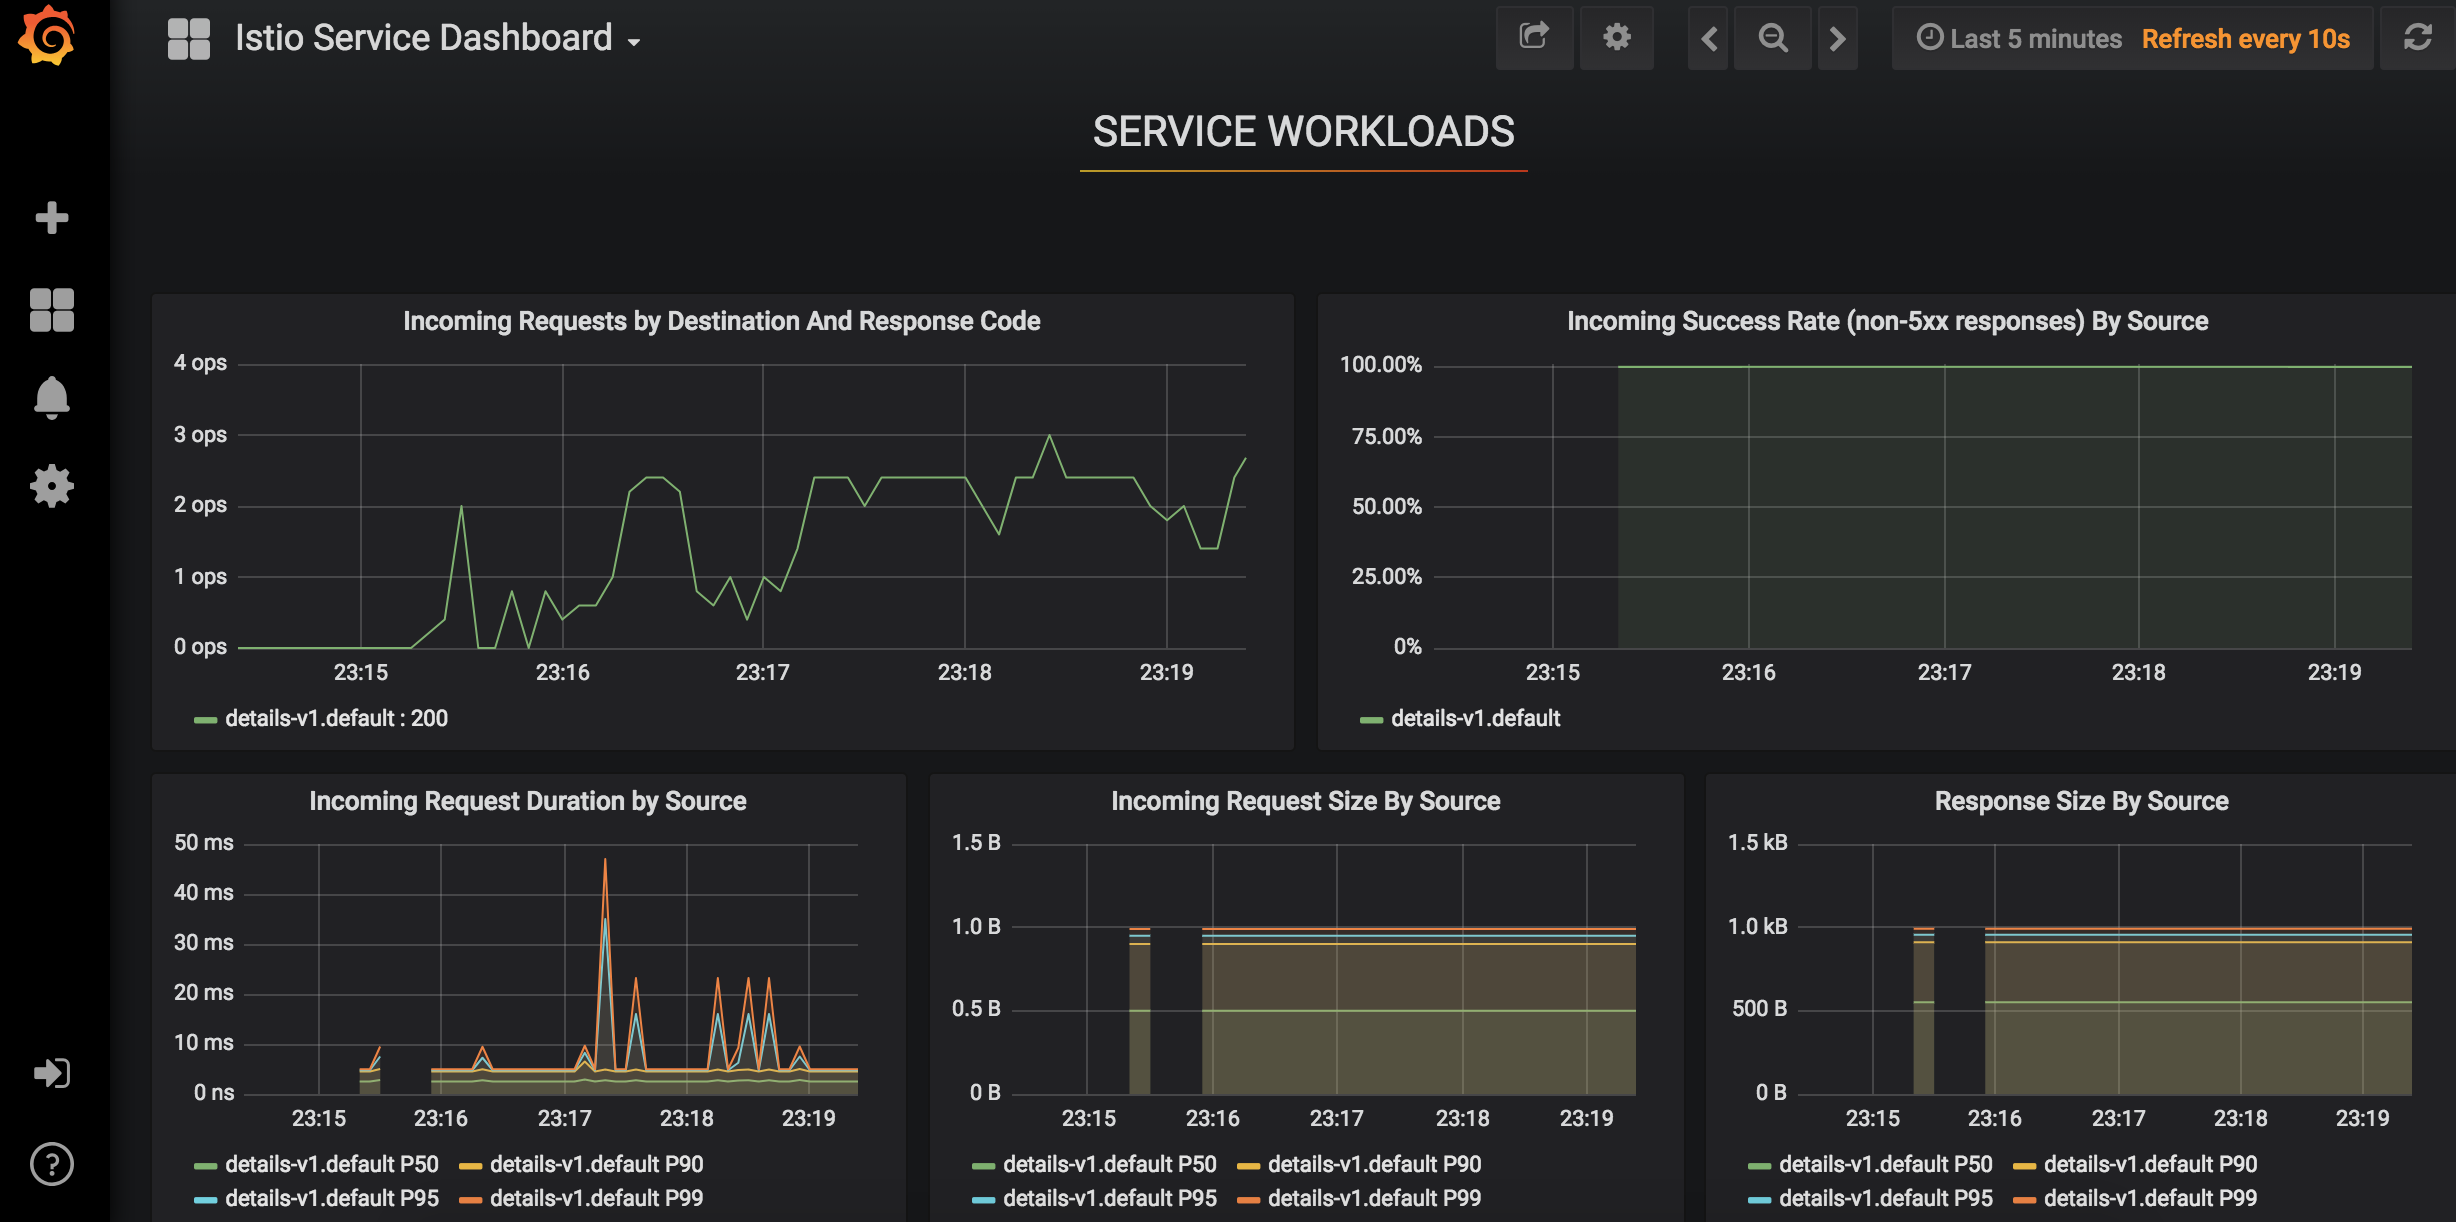 Istio Service Dashboard
Last 5 minutes Refresh every 10s
SERVICE WORKLOADS
Incoming Requests by Destination And Response Code
4 ops
3 ops
2 ops
1 ops
0 ops
23:15 23:16 23:17 23:18 23:19
details-v1.default : 200
Incoming Success Rate (non-5xx responses) By Source
100.00%
75.00%
50.00%
25.00%
0%
23:15 23:16 23:17 23:18 23:19
details-v1.default
Incoming Request Duration by Source
50 ms
40 ms
30 ms
20 ms
10 ms
0 ns
23:15 23:16 23:17 23:18 23:19
details-v1.default P50 details-v1.default P90
details-v1.default P95 details-v1.default P99
Incoming Request Size By Source
1.5 B
1.0 B
0.5 B
0 B
23:15 23:16 23:17 23:18 23:19
details-v1.default P50 details-v1.default P90
details-v1.default P95 details-v1.default P99
Response Size By Source
1.5 kB
1.0 kB
500 B
0 B
23:15 23:16 23:17 23:18 23:19
details-v1.default P50 details-v1.default P90
details-v1.default P95 details-v1.default P99